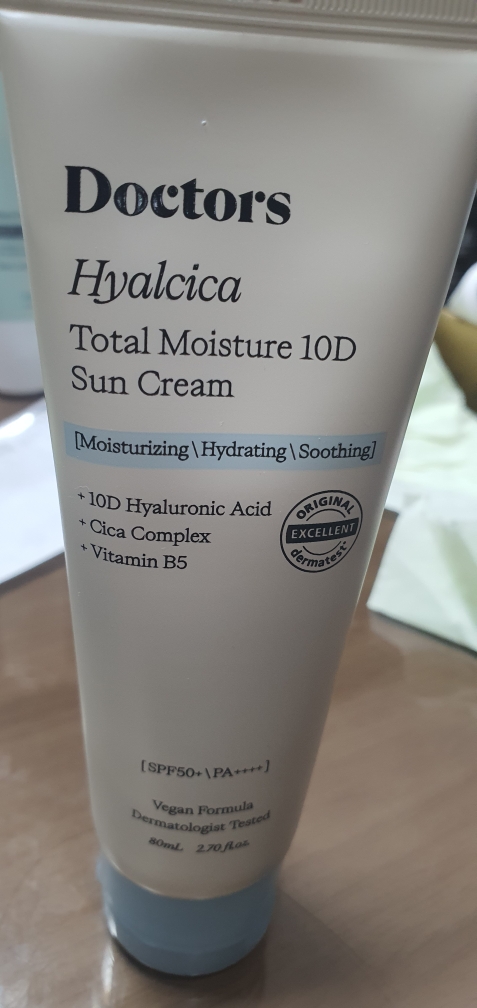 Doctors
Hyalcica
Total Moisture 10D
Sun Cream
[Moisturizing\Hydrating\Soothing]
+ 10D Hyaluronic Acid
+ Cica Complex
+ Vitamin B5
ORIGINAL
EXCELLENT
dermatest
[SPF50+\PA++++]
Vegan Formula
Dermatologist Tested
80mL 2.70 fl.oz.